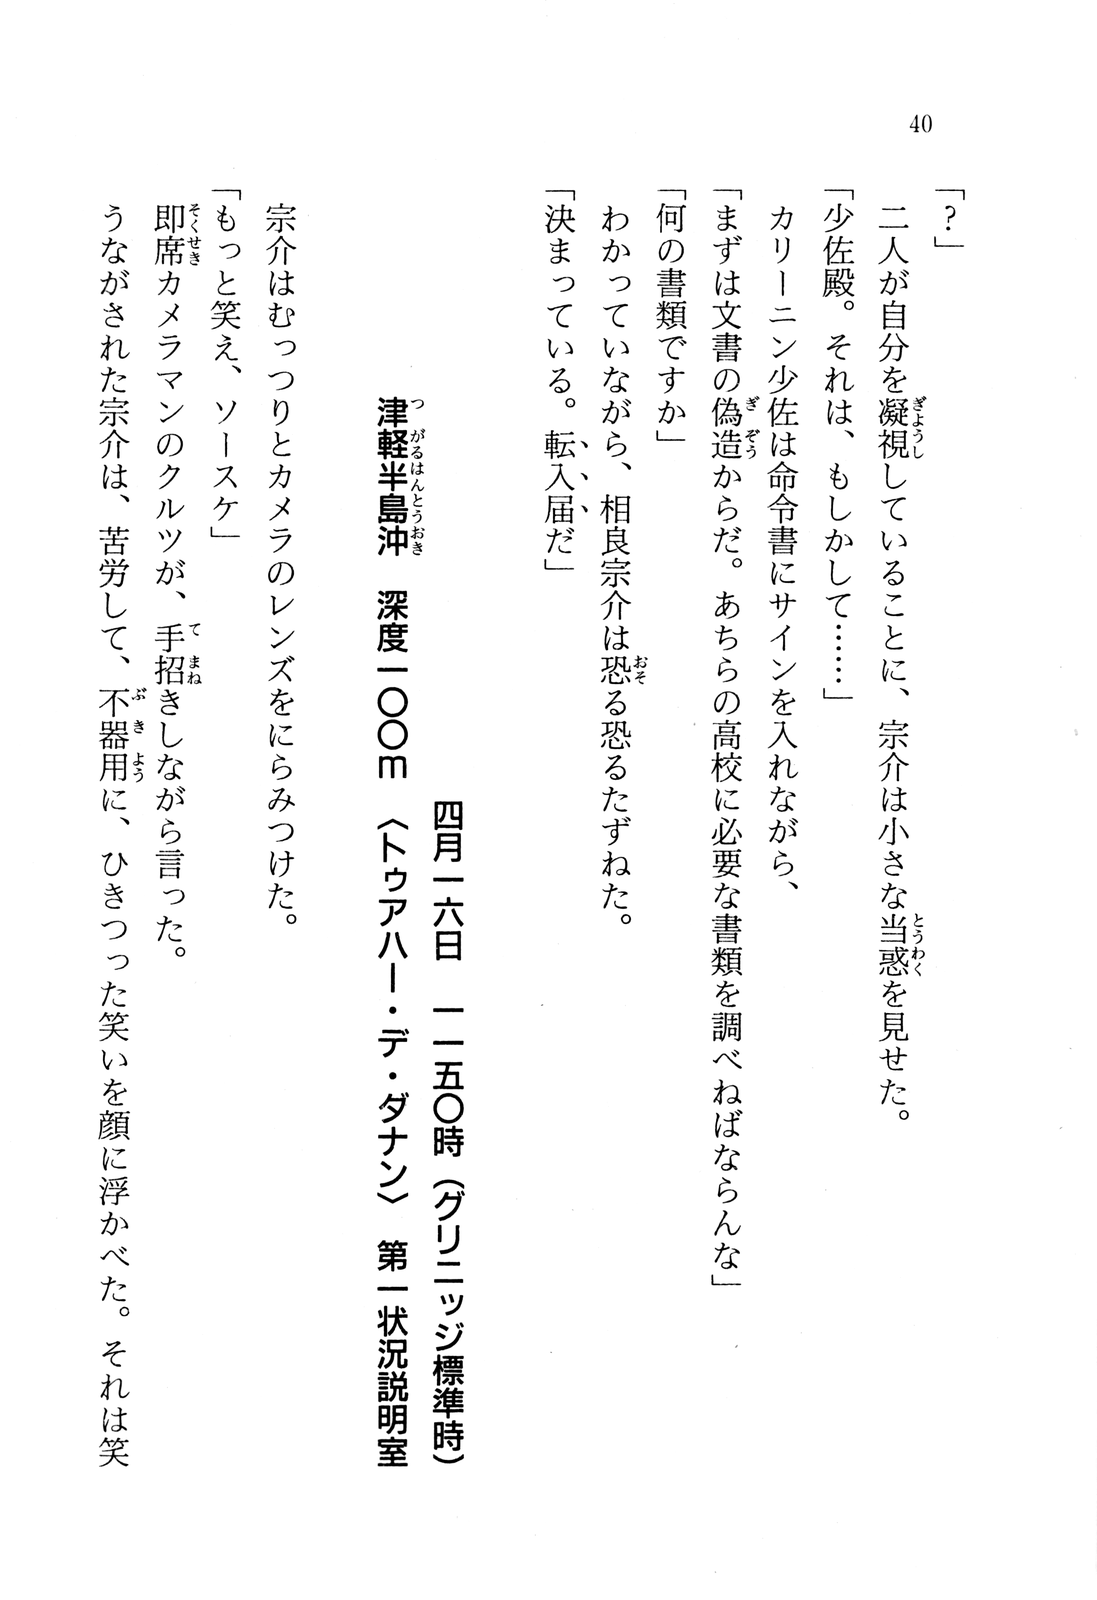 40
「？」
二人が自分を凝視していることに、宗介は小さな当惑を見せた。
「少佐殿。それは、もしかして……」
カリーニン少佐は命令書にサインを入れながら、
「まずは文書の偽造からだ。あちらの高校に必要な書類を調べねばならんな」
「何の書類ですか」
わかっていながら、相良宗介は恐る恐るたずねた。
「決まっている。転入届だ」
四月一六日　一一五〇時（グリニッジ標準時）
津軽半島沖　深度一〇〇ｍ　〈トゥアハー・デ・ダナン〉　第一状況説明室
宗介はむっつりとカメラのレンズをにらみつけた。
「もっと笑え、ソースケ」
即席カメラマンのクルツが、手招きしながら言った。
うながされた宗介は、苦労して、不器用に、ひきつった笑いを顔に浮かべた。それは笑